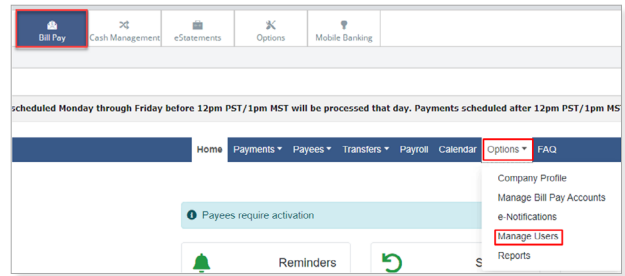 Bill Pay Cash Management eStatements Options Mobile Banking
scheduled Monday through Friday before 12pm PST/1pm MST will be processed that day. Payments scheduled after 12pm PST/1pm MS
Home Payments Payees Transfers Payroll Calendar Options FAQ
Company Profile
Manage Bill Pay Accounts
e-Notifications
Manage Users
Reports
Payees require activation
Reminders
S